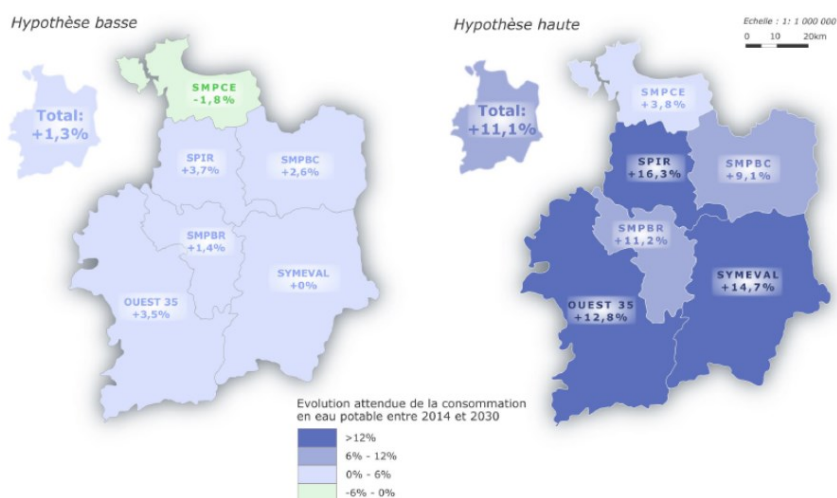 Hypothèse basse
Total:
+1,3%
SMPCE
-1,8%
SPIR
+3,7%
SMPBC
+2,6%
SMPBR
+1,4%
SYMEVAL
+0%
OUEST 35
+3,5%
Hypothèse haute
Echelle : 1: 1 000 000
0 10 20km
Total:
+11,1%
SMPCE
+3,8%
SPIR
+16,3%
SMPBC
+9,1%
SMPBR
+11,2%
SYMEVAL
+14,7%
OUEST 35
+12,8%
Evolution attendue de la consommation
en eau potable entre 2014 et 2030
>12%
6% - 12%
0% - 6%
-6% - 0%